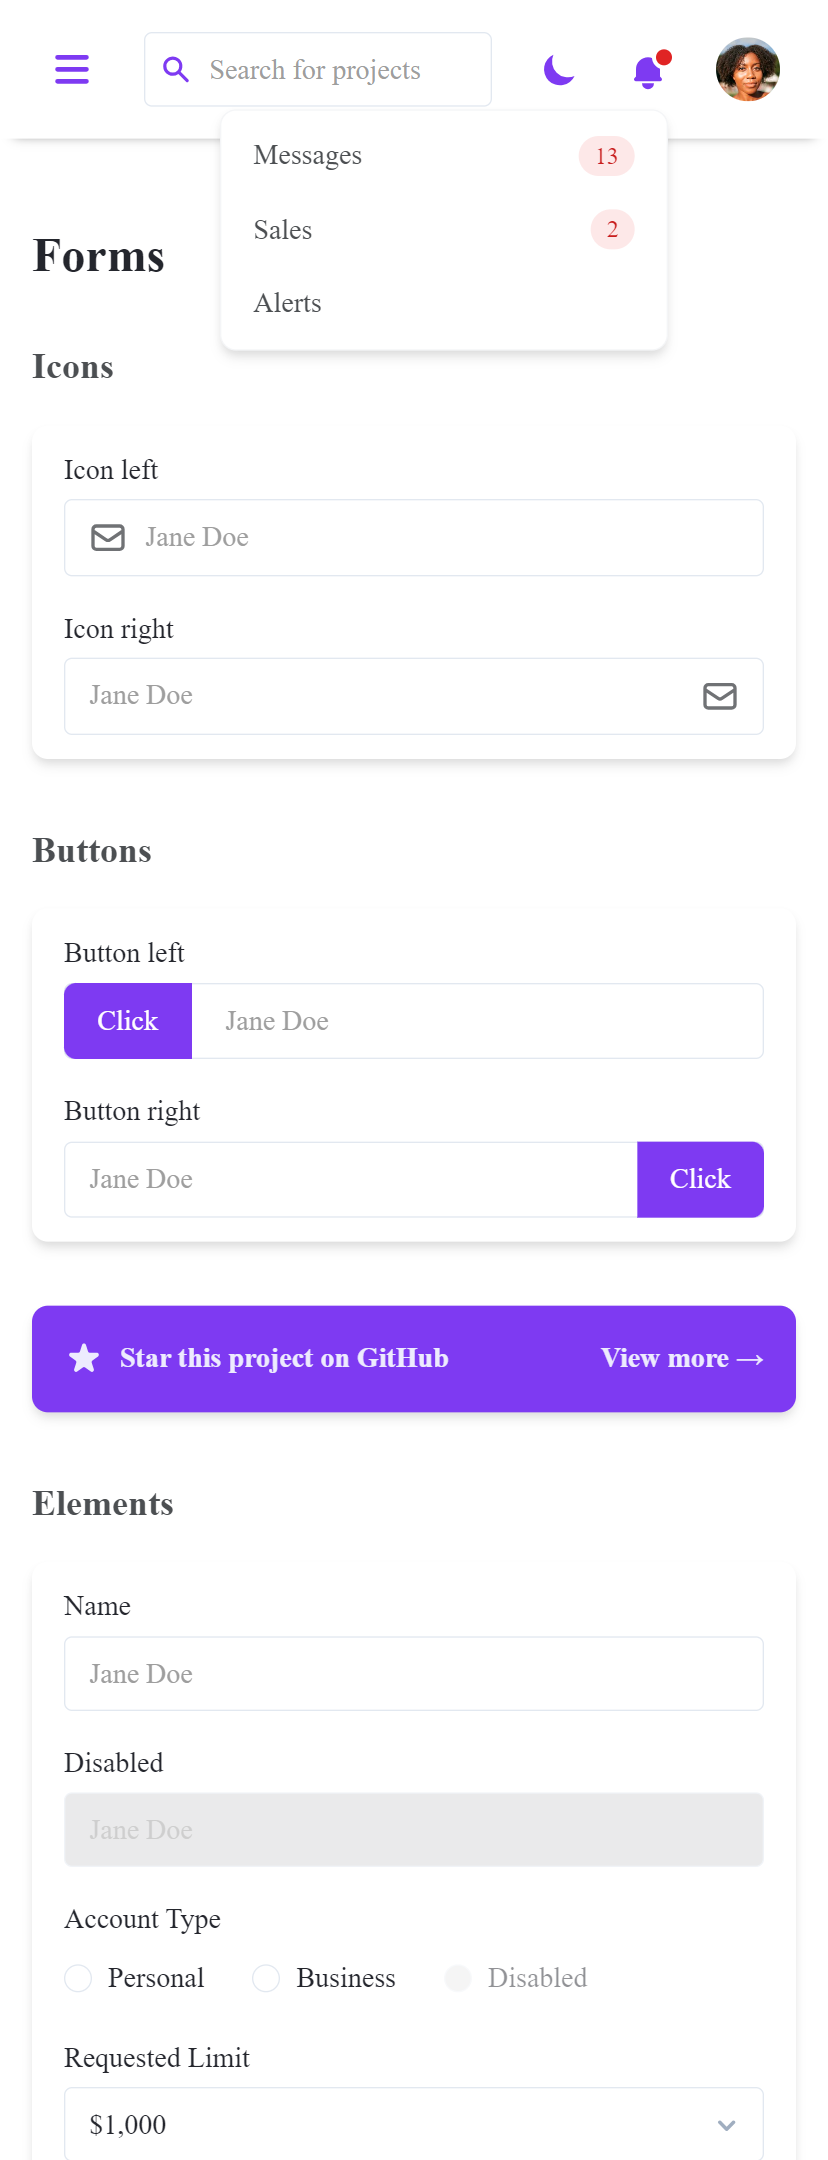 Search for projects
Messages 13
Sales 2
Alerts
Forms
Icons
Icon left
Jane Doe
Icon right
Jane Doe
Buttons
Button left
Click Jane Doe
Button right
Jane Doe Click
Star this project on GitHub View more →
Elements
Name
Jane Doe
Disabled
Jane Doe
Account Type
Personal Business Disabled
Requested Limit
$1,000